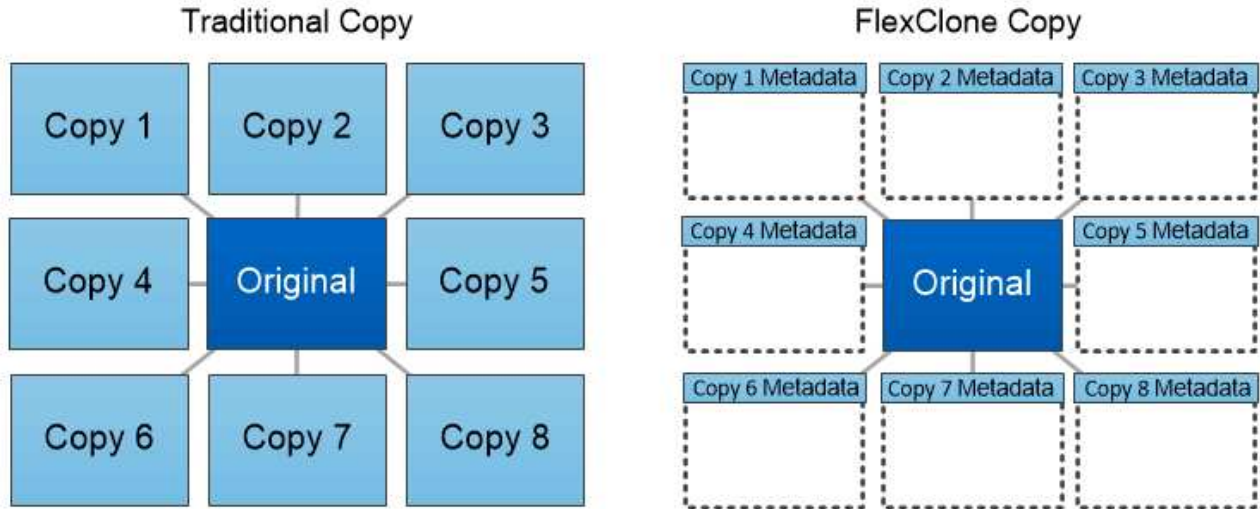 Traditional Copy
Copy 1
Copy 2
Copy 3
Copy 4
Original
Copy 5
Copy 6
Copy 7
Copy 8
FlexClone Copy
Copy 1 Metadata
Copy 2 Metadata
Copy 3 Metadata
Copy 4 Metadata
Original
Copy 5 Metadata
Copy 6 Metadata
Copy 7 Metadata
Copy 8 Metadata